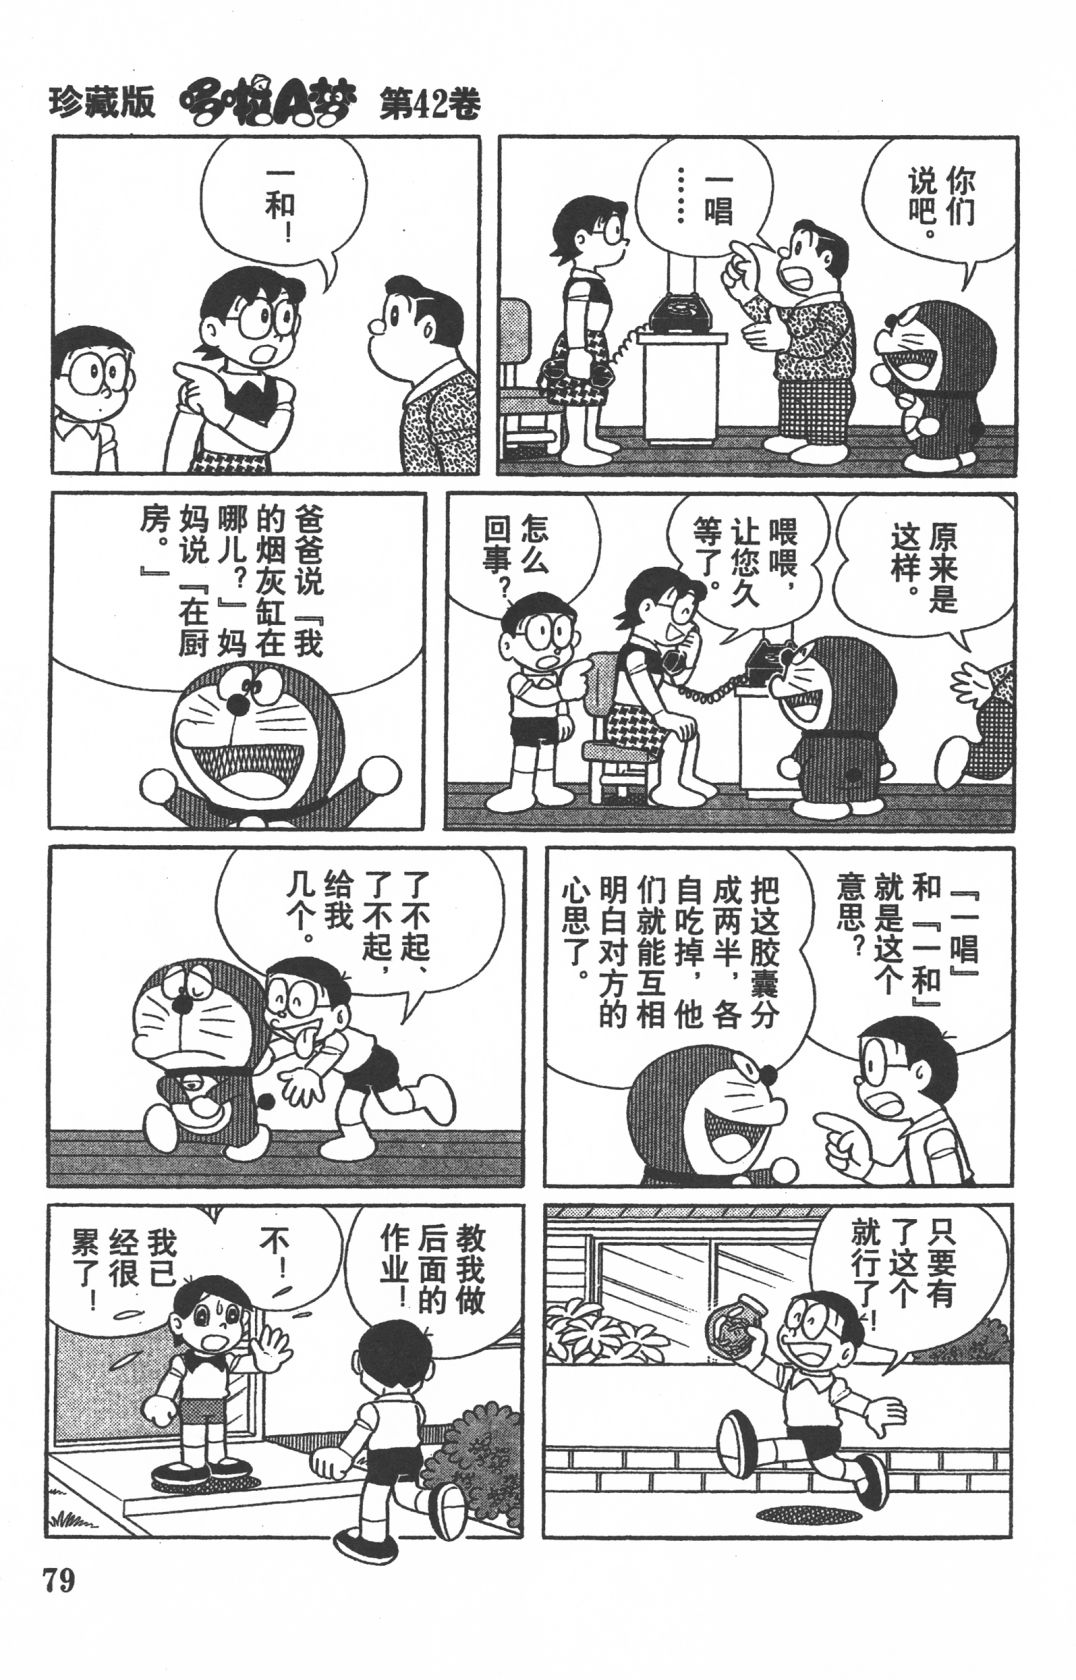 珍藏版 哆啦A梦 第42卷
你们
说吧。
一唱
……
一和！
原来是
这样。
喂喂，
让您久
等了。
怎么
回事？
爸爸说『我
的烟灰缸在
哪儿？』妈
妈说『在厨
房。』
『一唱』
和『一和』
就是这个
意思？
把这胶囊分
成两半，各
自吃掉，他
们就能互相
明白对方的
心思了。
了不起、
了不起，
给我
几个。
只要有
了这个
就行了！
教我做
后面的
作业！
不！
我已
经很
累了！
79